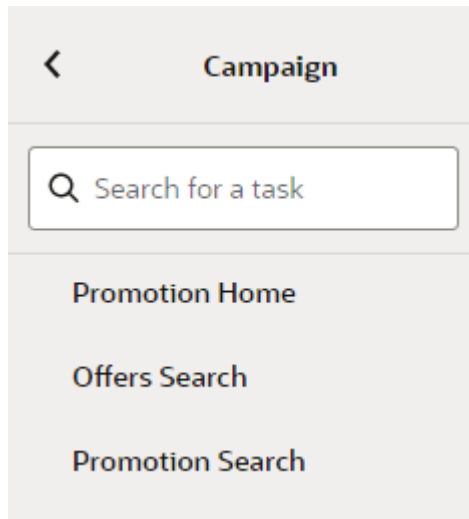 Campaign
Search for a task
Promotion Home
Offers Search
Promotion Search